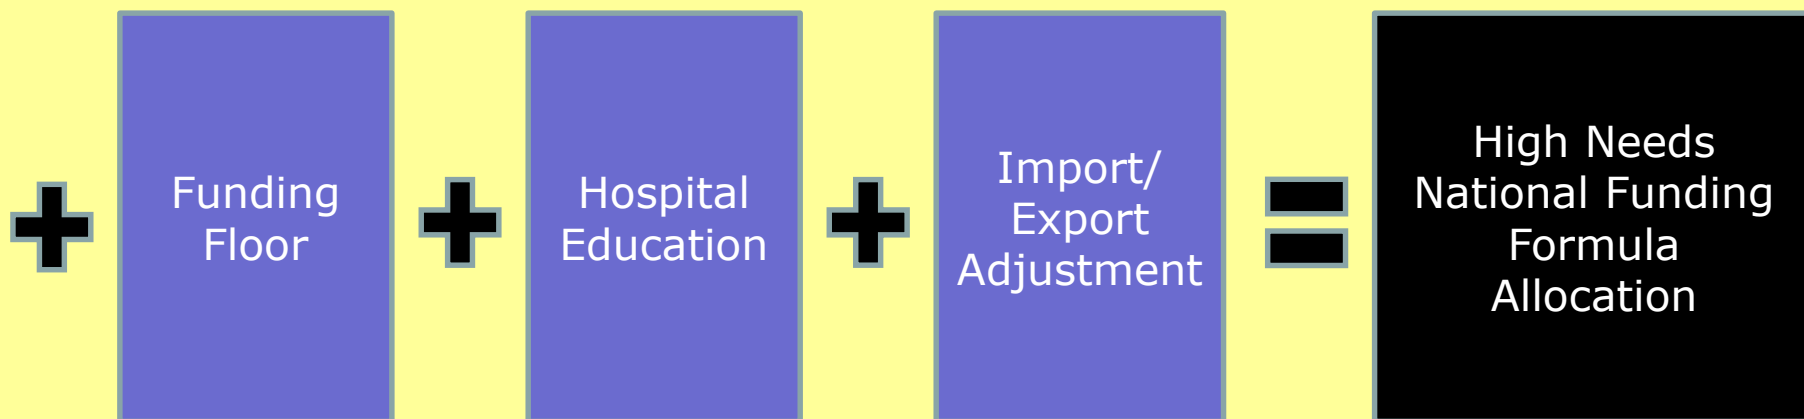 Funding
Floor
Hospital
Education
Import/
Export
Adjustment
High Needs
National Funding
Formula
Allocation